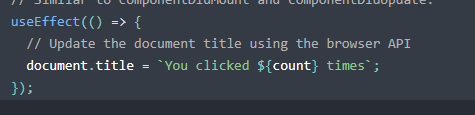 // Similar to componentDidMount and componentDidUpdate:
useEffect(() => {
// Update the document title using the browser API
document.title = `You clicked ${count} times`;
});